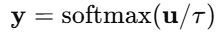 y = softmax(u/τ)